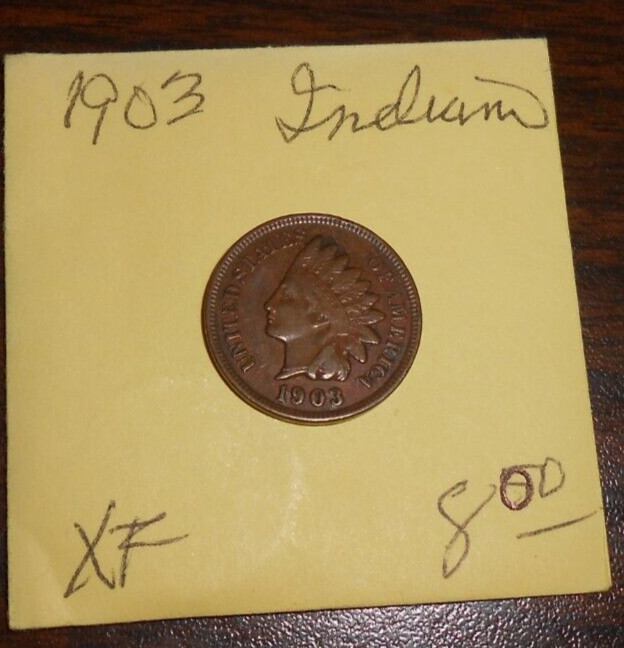 1903 Indian
UNITED STATES OF AMERICA
1903
XF 8.00